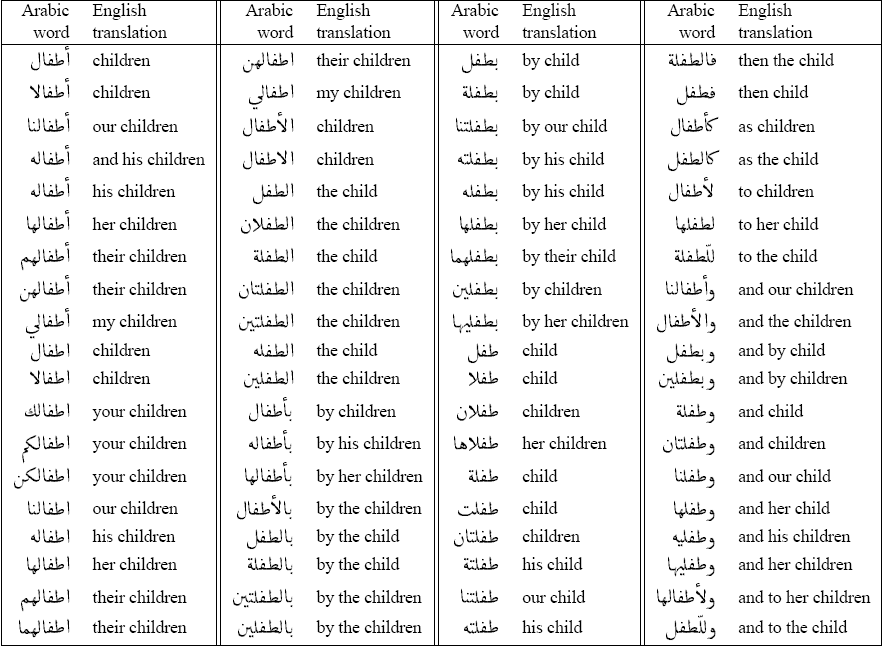 Arabic English Arabic English Arabic English Arabic English
word translation word translation word translation word translation
أطفال children اطفالهن their children بطفل by child فالطفلة then the child
أطفالا children اطفالي my children بطفلة by child فطفل then child
أطفالنا our children الأطفال children بطفلتنا by our child كأطفال as children
أطفاله and his children الاطفال children بطفلته by his child كالطفل as the child
أطفاله his children الطفل the child بطفله by his child لأطفال to children
أطفالها her children الطفلان the children بطفلها by her child لطفلها to her child
أطفالهم their children الطفلة the child بطفلهما by their child للّطفلة to the child
أطفالهن their children الطفلتان the children بطفلين by children وأطفالنا and our children
أطفالي my children الطفلتين the children بطفليها by her children والأطفال and the children
اطفال children الطفله the child طفل child وبطفل and by child
اطفالا children الطفلين the children طفلا child وبطفلين and by children
اطفالك your children بأطفال by children طفلان children وطفلة and child
اطفالكم your children بأطفاله by his children طفلاها her children وطفلتان and children
اطفالكن your children بأطفالها by her children طفلة child وطفلنا and our child
اطفالنا our children بالأطفال by the children طفلت child وطفلها and her child
اطفاله his children بالطفل by the child طفلتان children وطفليه and his children
اطفالها her children بالطفلة by the child طفلتة his child وطفليها and her children
اطفالهم their children بالطفلتين by the children طفلتنا our child ولأطفالها and to her children
اطفالهما their children بالطفلين by the children طفلته his child وللّطفل and to the child